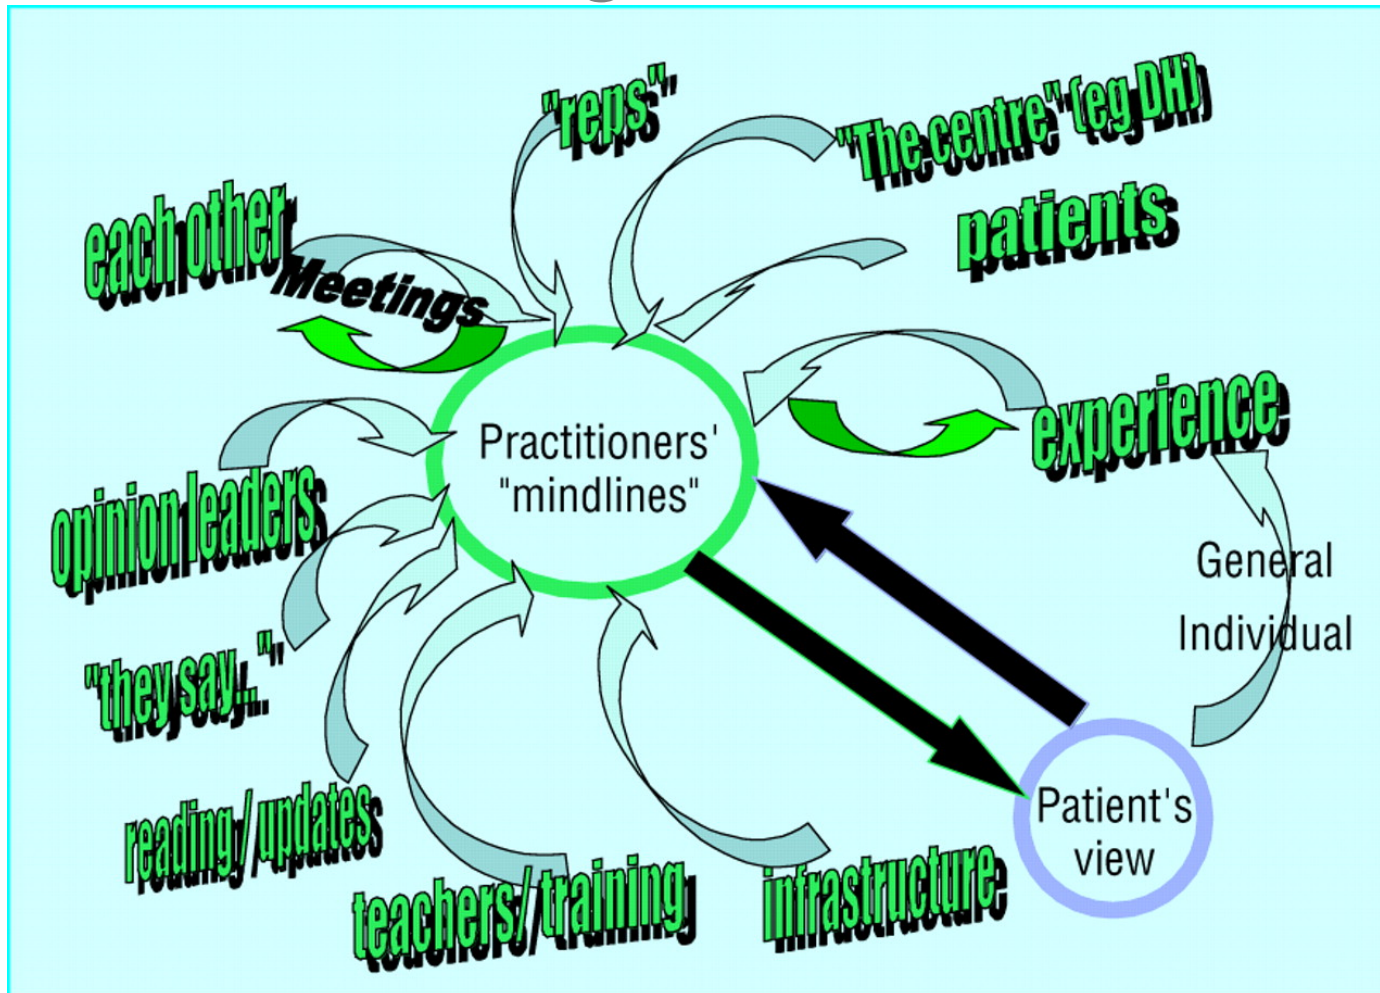 "reps"
"The centre" (eg DH)
patients
each other
Meetings
experience
Practitioners'
"mindlines"
opinion leaders
General
Individual
"they say..."
reading / updates
Patient's
view
teachers / training
infrastructure